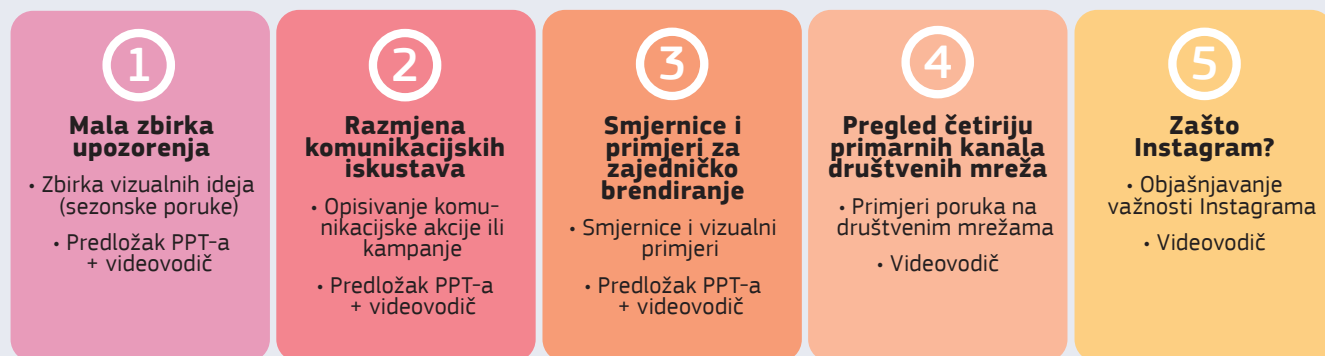 1
Mala zbirka
upozorenja
• Zbirka vizualnih ideja
(sezonske poruke)
• Predložak PPT-a
+ videovodič
2
Razmjena
komunikacijskih
iskustava
• Opisivanje komu-
nikacijske akcije ili
kampanje
• Predložak PPT-a
+ videovodič
3
Smjernice i
primjeri za
zajedničko
brendiranje
• Smjernice i vizualni
primjeri
• Predložak PPT-a
+ videovodič
4
Pregled četiriju
primarnih kanala
društvenih mreža
• Primjeri poruka na
društvenim mrežama
• Videovodič
5
Zašto
Instagram?
• Objašnjavanje
važnosti Instagrama
• Videovodič